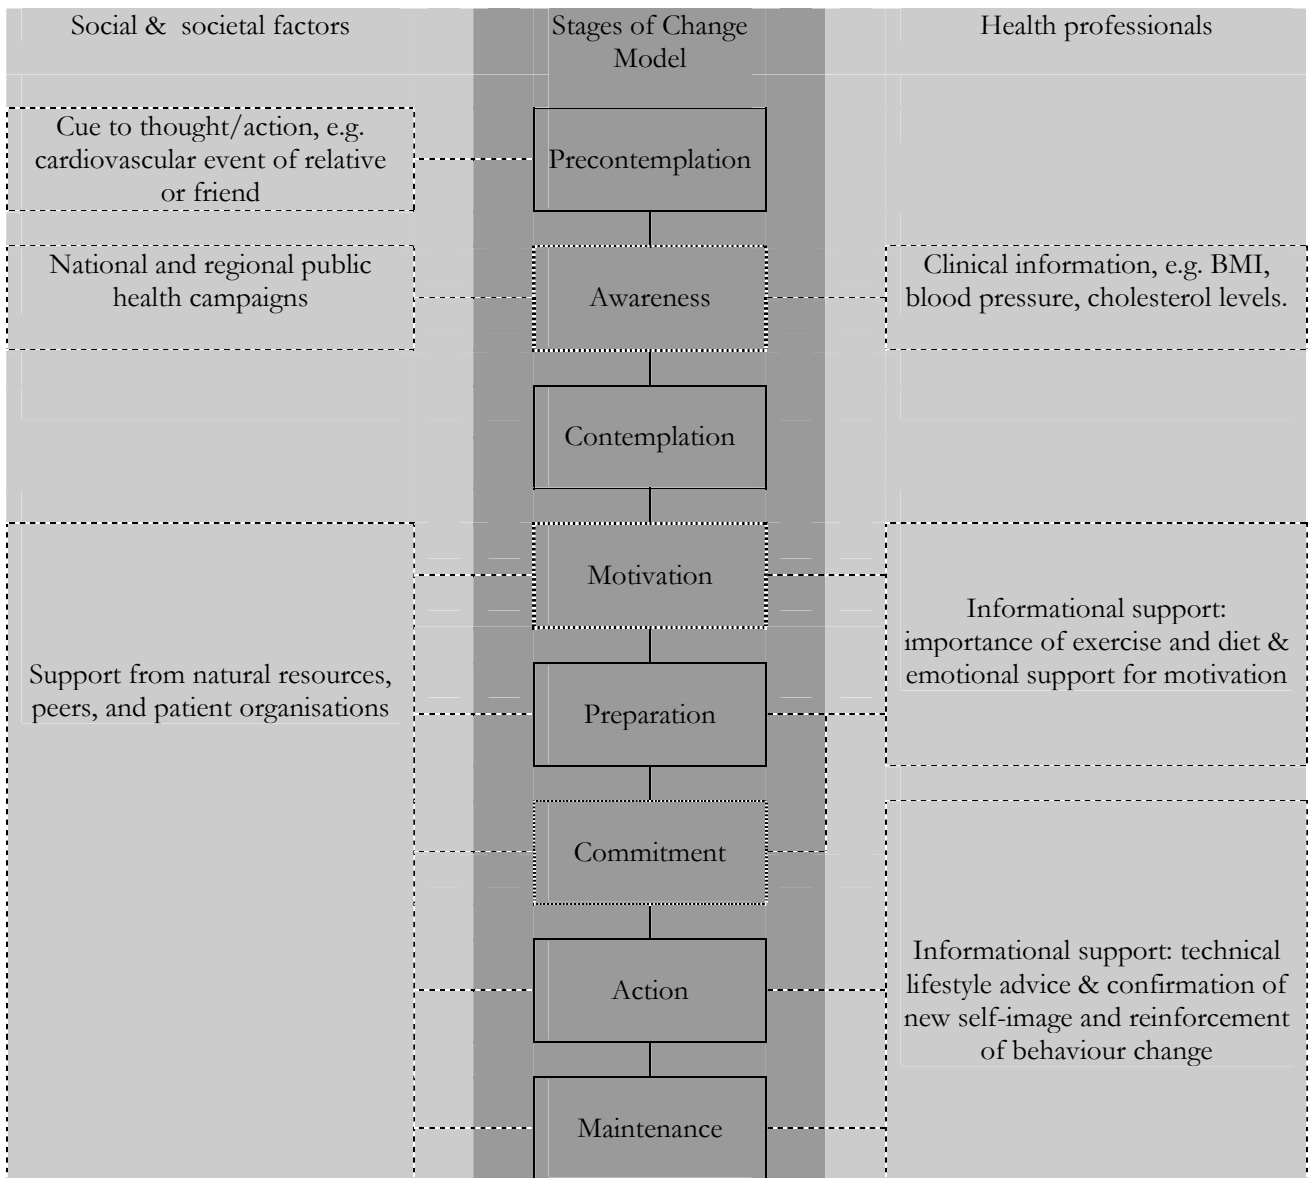 Social & societal factors
Stages of Change
Model
Health professionals
Cue to thought/action, e.g.
cardiovascular event of relative
or friend
Precontemplation
National and regional public
health campaigns
Awareness
Clinical information, e.g. BMI,
blood pressure, cholesterol levels.
Contemplation
Motivation
Informational support:
importance of exercise and diet &
emotional support for motivation
Support from natural resources,
peers, and patient organisations
Preparation
Commitment
Action
Informational support: technical
lifestyle advice & confirmation of
new self-image and reinforcement
of behaviour change
Maintenance